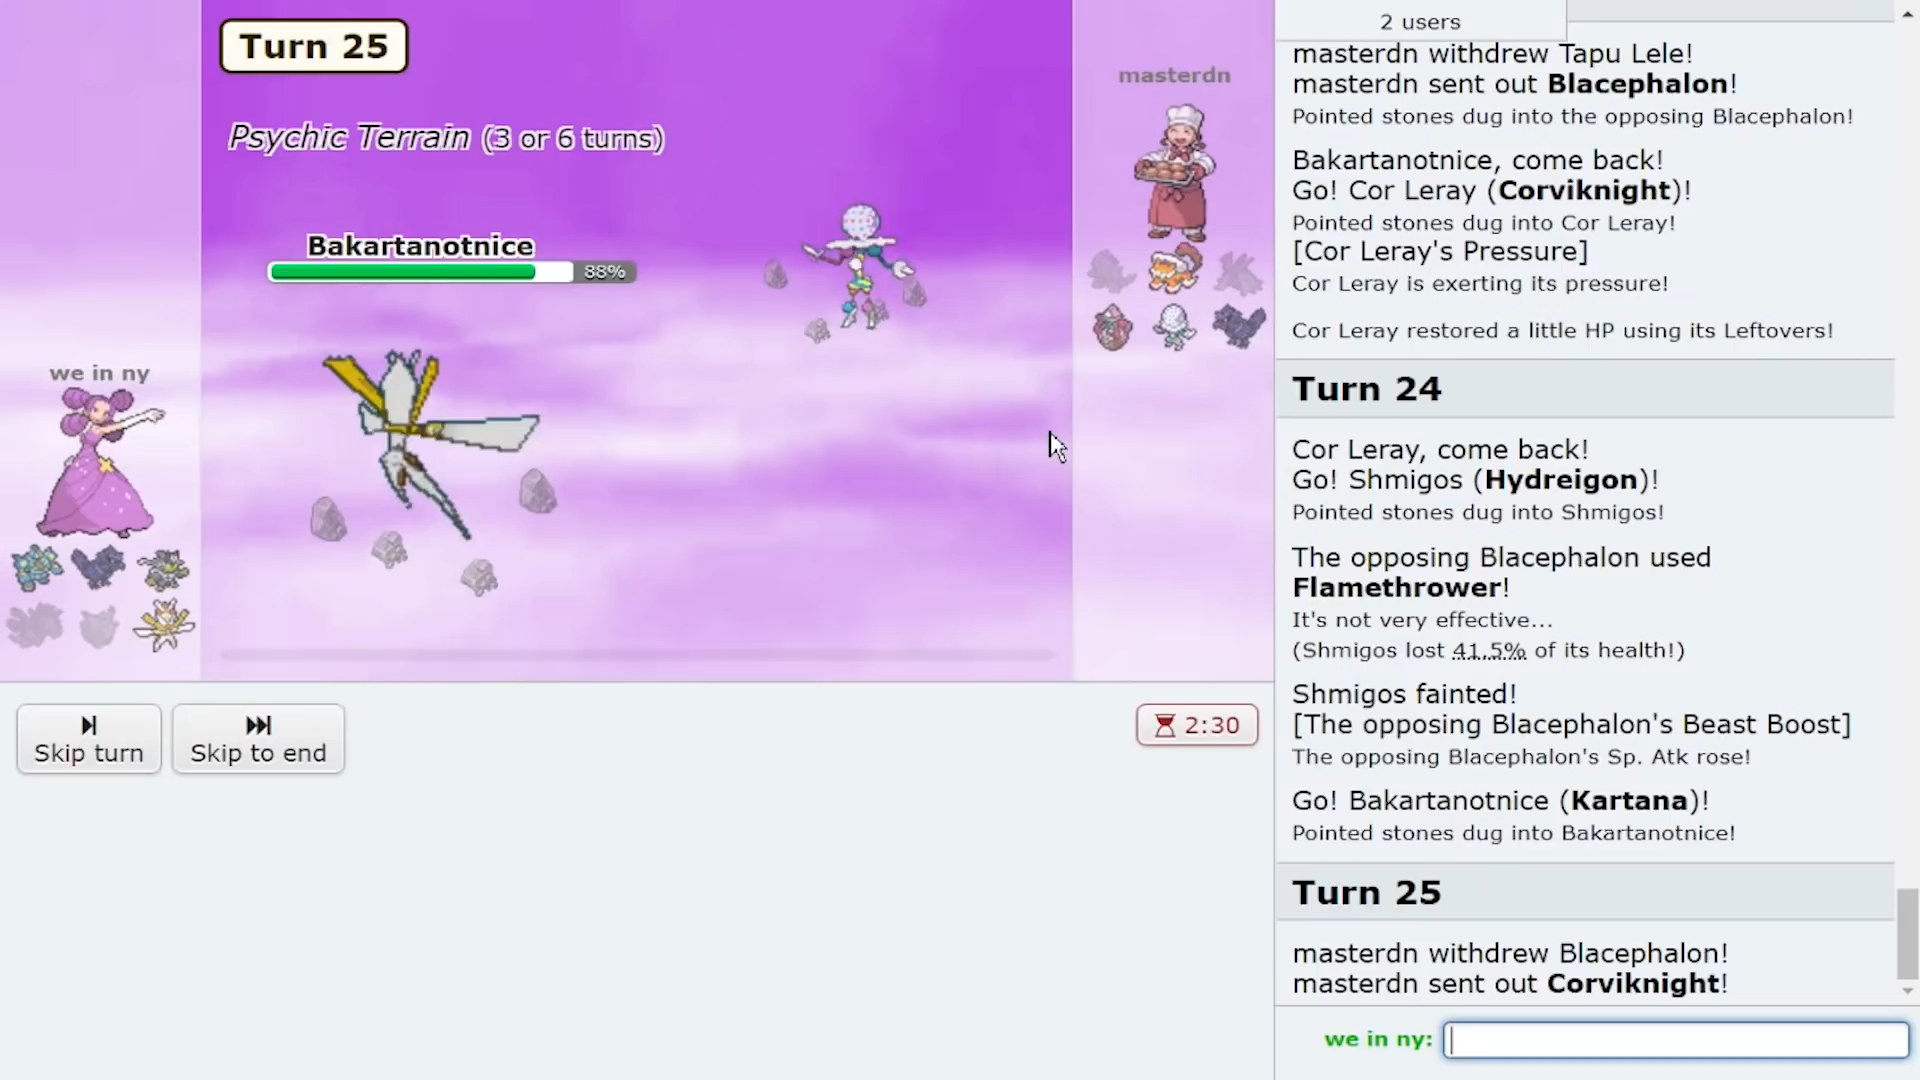 Turn 25
Psychic Terrain (3 or 6 turns)
Bakartanotnice
88%
we in ny
masterdn
Skip turn
Skip to end
2:30
2 users
masterdn withdrew Tapu Lele!
masterdn sent out Blacephalon!
Pointed stones dug into the opposing Blacephalon!
Bakartanotnice, come back!
Go! Cor Leray (Corviknight)!
Pointed stones dug into Cor Leray!
[Cor Leray's Pressure]
Cor Leray is exerting its pressure!
Cor Leray restored a little HP using its Leftovers!
Turn 24
Cor Leray, come back!
Go! Shmigos (Hydreigon)!
Pointed stones dug into Shmigos!
The opposing Blacephalon used
Flamethrower!
It's not very effective...
(Shmigos lost 41.5% of its health!)
Shmigos fainted!
[The opposing Blacephalon's Beast Boost]
The opposing Blacephalon's Sp. Atk rose!
Go! Bakartanotnice (Kartana)!
Pointed stones dug into Bakartanotnice!
Turn 25
masterdn withdrew Blacephalon!
masterdn sent out Corviknight!
we in ny: